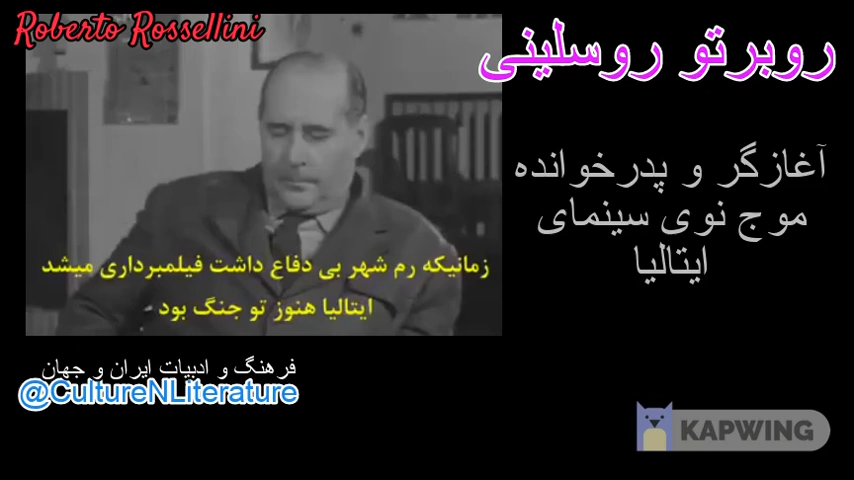 Roberto Rossellini
روبرتو روسلینی
آغازگر و پدرخوانده
موج نوی سینمای
ایتالیا
زمانیکه رم شهر بی دفاع داشت فیلمبرداری میشد
ایتالیا هنوز تو جنگ بود
فرهنگ و ادبیات ایران و جهان
@CultureNLiterature
KAPWING